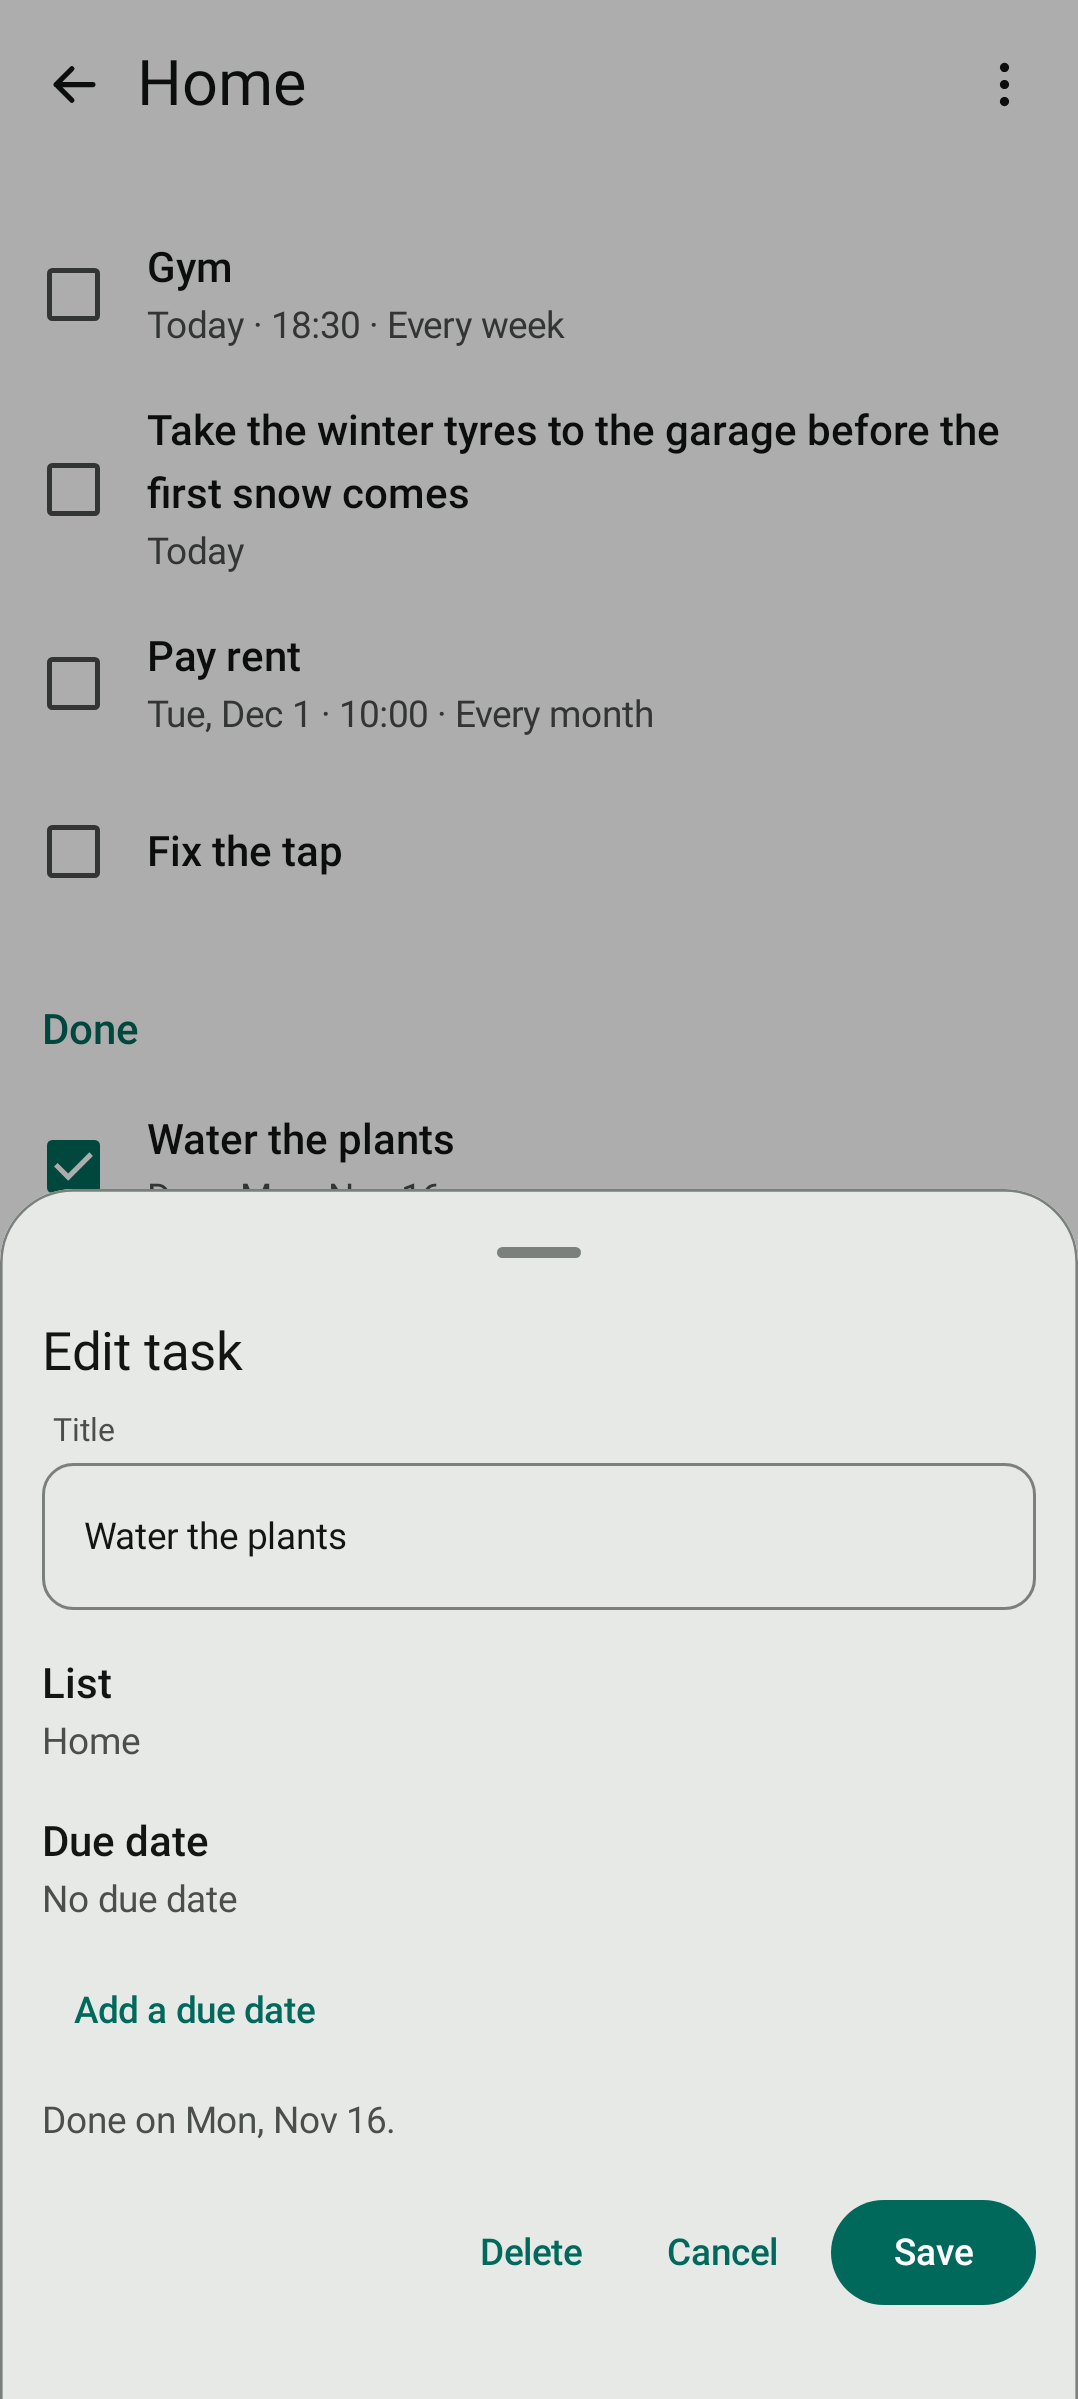 Home
Gym
Today · 18:30 · Every week
Take the winter tyres to the garage before the
first snow comes
Today
Pay rent
Tue, Dec 1 · 10:00 · Every month
Fix the tap
Done
Water the plants
Edit task
Title
Water the plants
List
Home
Due date
No due date
Add a due date
Done on Mon, Nov 16.
Delete
Cancel
Save